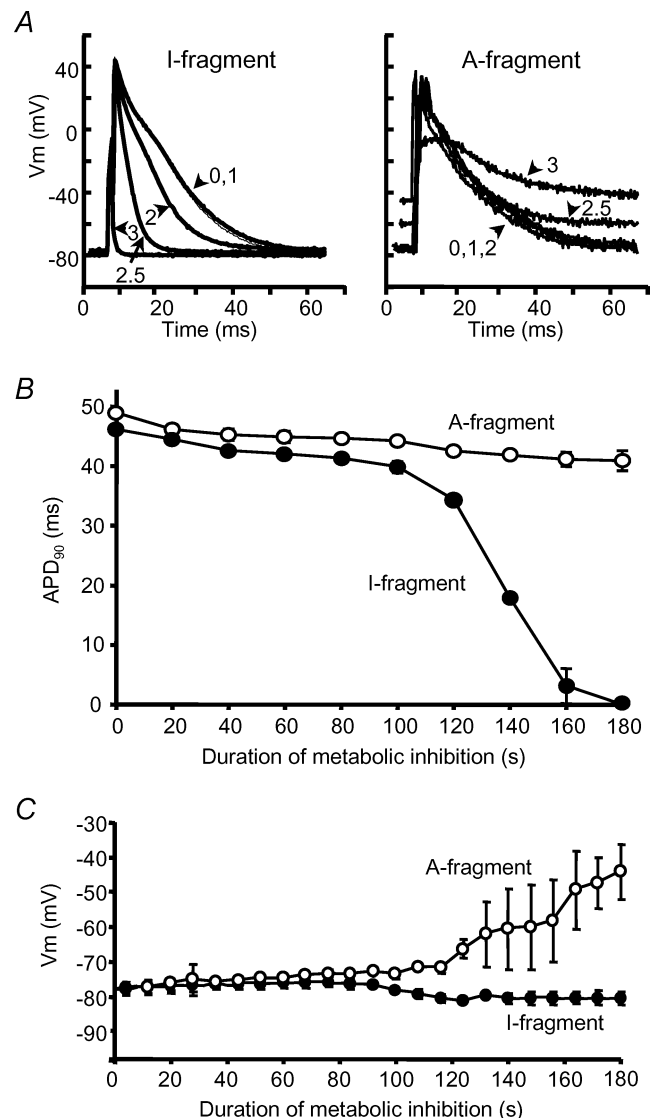 A
I-fragment
A-fragment
Vm (mV)
40
0
-40
-80
0,1
2
3
2.5
3
2.5
0,1,2
0 20 40 60
0 20 40 60
Time (ms)
Time (ms)
B
APD90 (ms)
50
40
30
20
10
0
A-fragment
I-fragment
0 20 40 60 80 100 120 140 160 180
Duration of metabolic inhibition (s)
C
Vm (mV)
-30
-40
-50
-60
-70
-80
-90
A-fragment
I-fragment
0 20 40 60 80 100 120 140 160 180
Duration of metabolic inhibition (s)